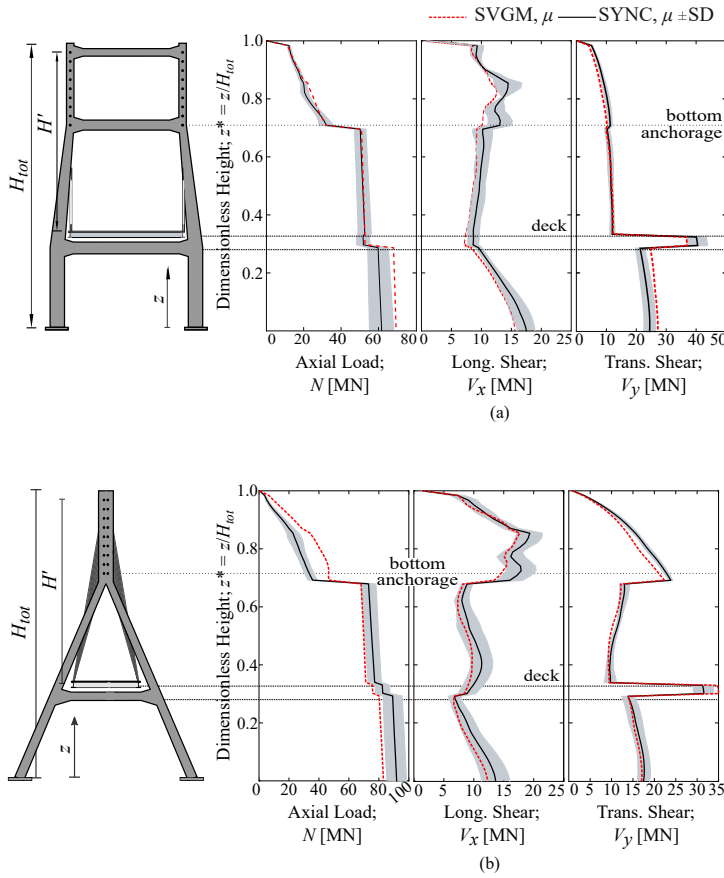 SVGM, μ SYNC, μ ±SD
H_tot
H'
z
Dimensionless Height; z* = z/H_tot
1.0
0.8
0.6
0.4
0.2
bottom
anchorage
deck
0 20 40 60 80
0 5 10 15 20 25
0 10 20 30 40 50
Axial Load; Long. Shear; Trans. Shear;
N [MN] V_x [MN] V_y [MN]
(a)
H_tot
H'
z
Dimensionless Height; z* = z/H_tot
1.0
0.8
0.6
0.4
0.2
bottom
anchorage
deck
0 20 40 60 80 100
0 5 10 15 20 25
0 5 10 15 20 25 30 35
Axial Load; Long. Shear; Trans. Shear;
N [MN] V_x [MN] V_y [MN]
(b)